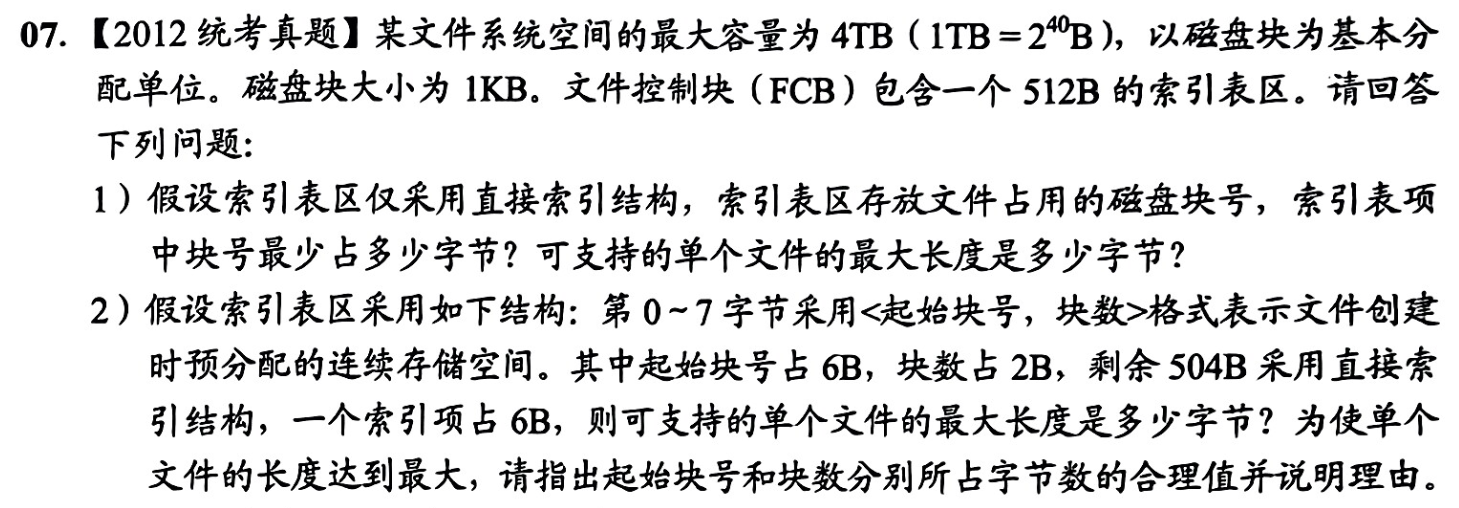 07.【2012统考真题】某文件系统空间的最大容量为 4TB（1TB=2⁴⁰B），以磁盘块为基本分
配单位。磁盘块大小为 1KB。文件控制块（FCB）包含一个 512B 的索引表区。请回答
下列问题：
1）假设索引表区仅采用直接索引结构，索引表区存放文件占用的磁盘块号，索引表项
中块号最少占多少字节？可支持的单个文件的最大长度是多少字节？
2）假设索引表区采用如下结构：第 0~7 字节采用<起始块号，块数>格式表示文件创建
时预分配的连续存储空间。其中起始块号占 6B，块数占 2B，剩余 504B 采用直接索
引结构，一个索引项占 6B，则可支持的单个文件的最大长度是多少字节？为使单个
文件的长度达到最大，请指出起始块号和块数分别所占字节数的合理值并说明理由。